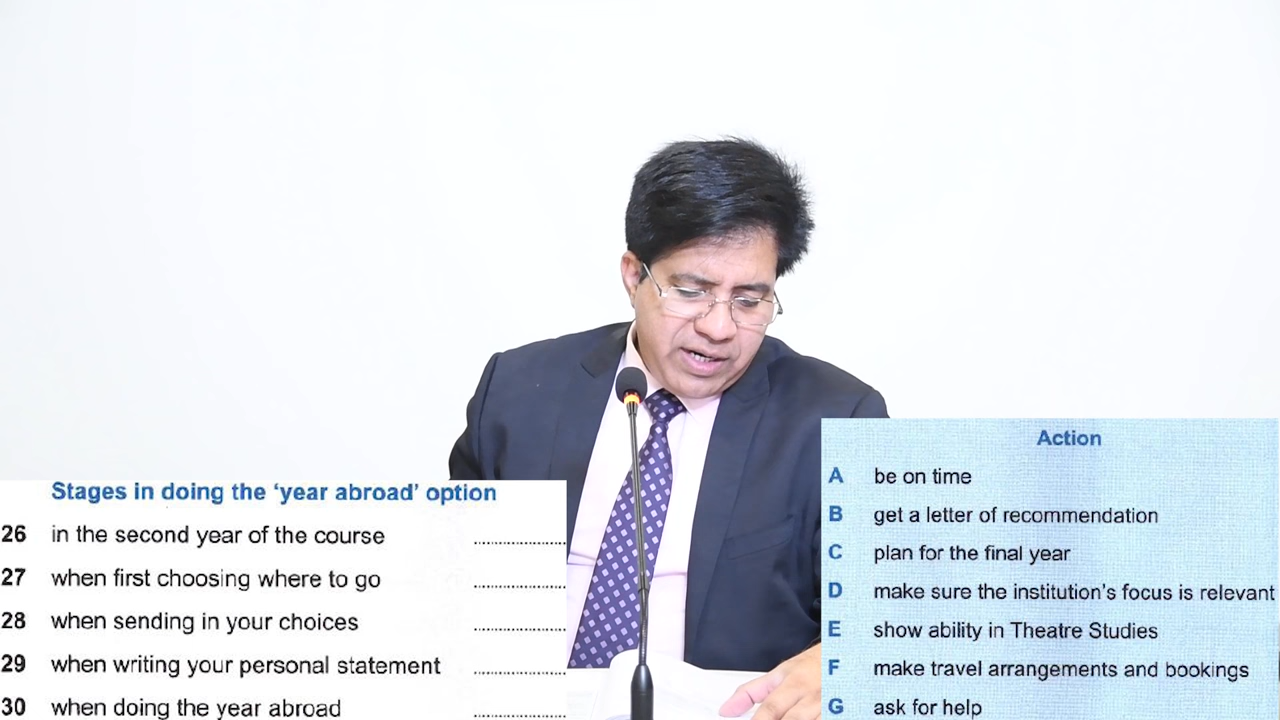 Stages in doing the ‘year abroad’ option
26 in the second year of the course ....................
27 when first choosing where to go ....................
28 when sending in your choices ....................
29 when writing your personal statement ....................
30 when doing the year abroad ....................
Action
A be on time
B get a letter of recommendation
C plan for the final year
D make sure the institution’s focus is relevant
E show ability in Theatre Studies
F make travel arrangements and bookings
G ask for help